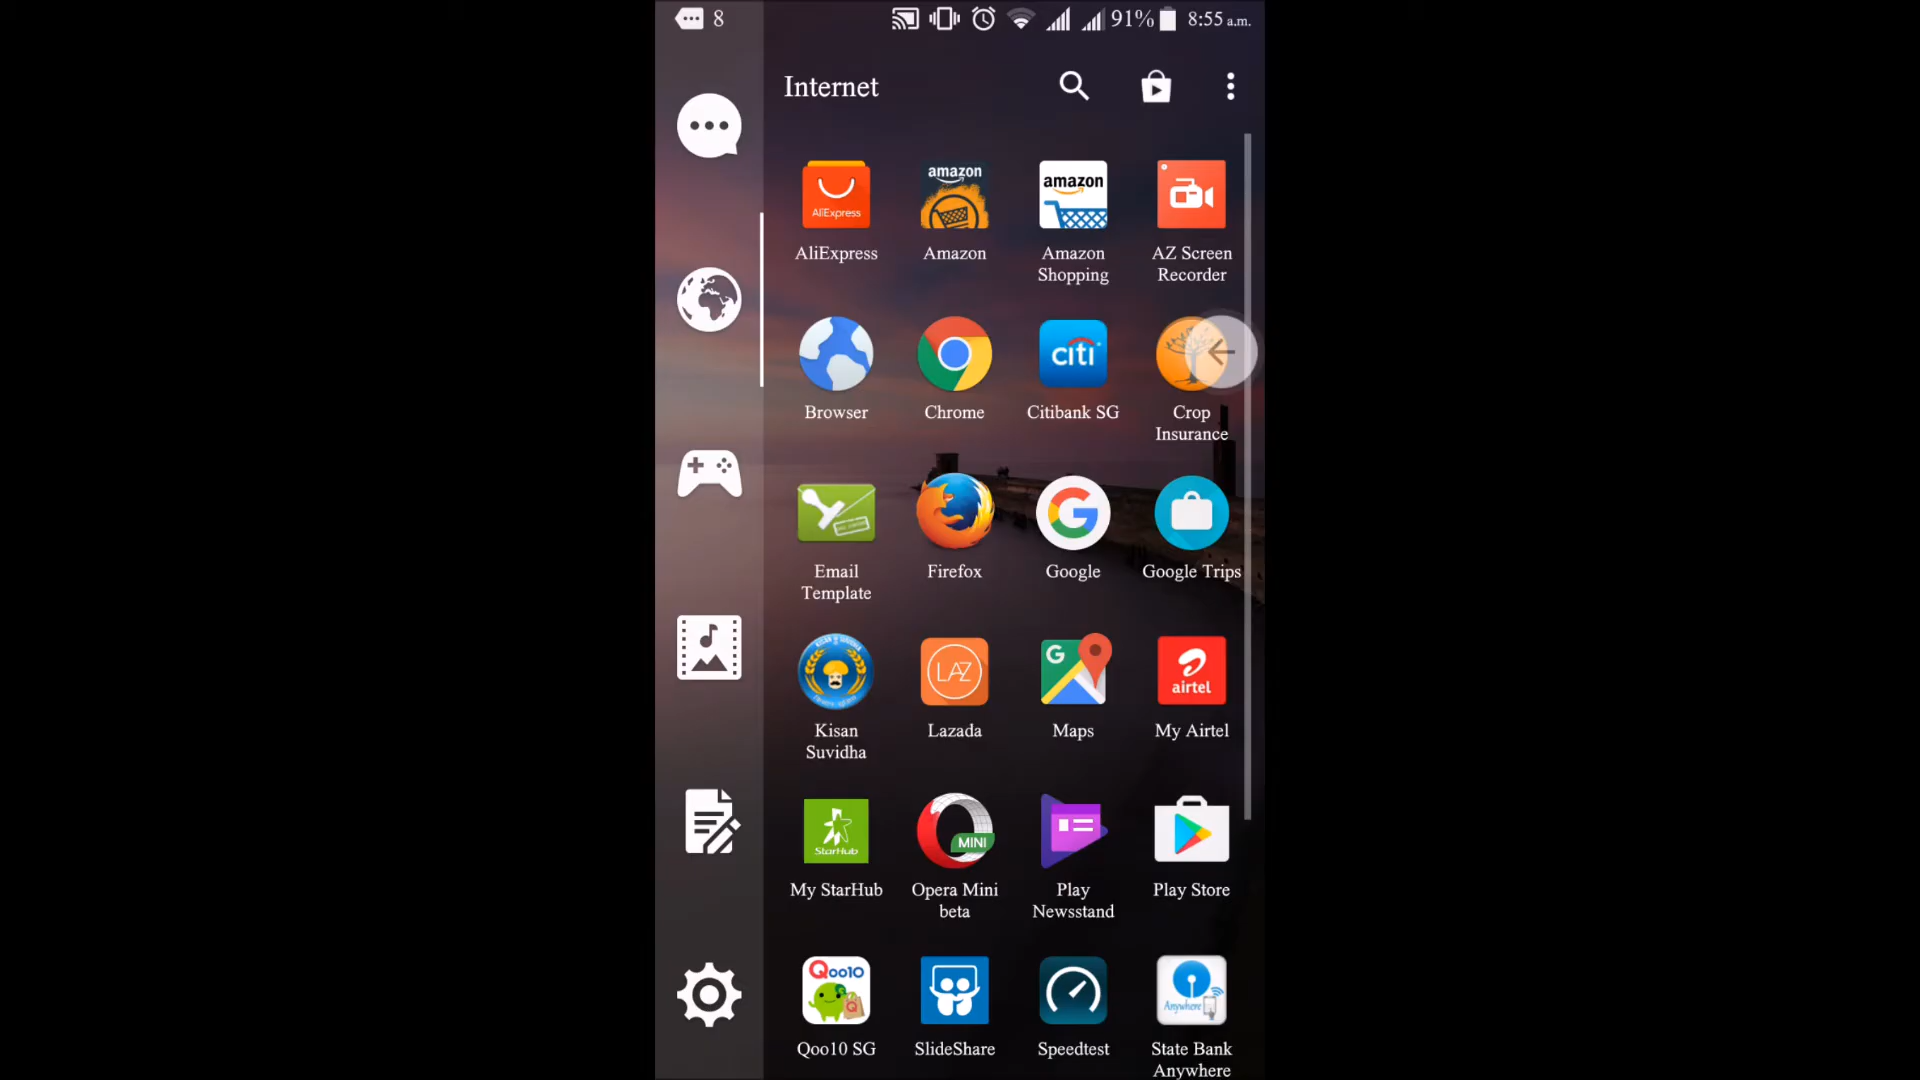 8
91%
8:55 a.m.
Internet
AliExpress
amazon
amazon
AliExpress
Amazon
Amazon
Shopping
AZ Screen
Recorder
citi
Browser
Chrome
Citibank SG
Crop
Insurance
Email
Template
Firefox
Google
Google Trips
LAZ
G
airtel
Kisan
Suvidha
Lazada
Maps
My Airtel
StarHub
MINI
My StarHub
Opera Mini
beta
Play
Newsstand
Play Store
Qoo10
Q
Anywhere
Qoo10 SG
SlideShare
Speedtest
State Bank
Anywhere